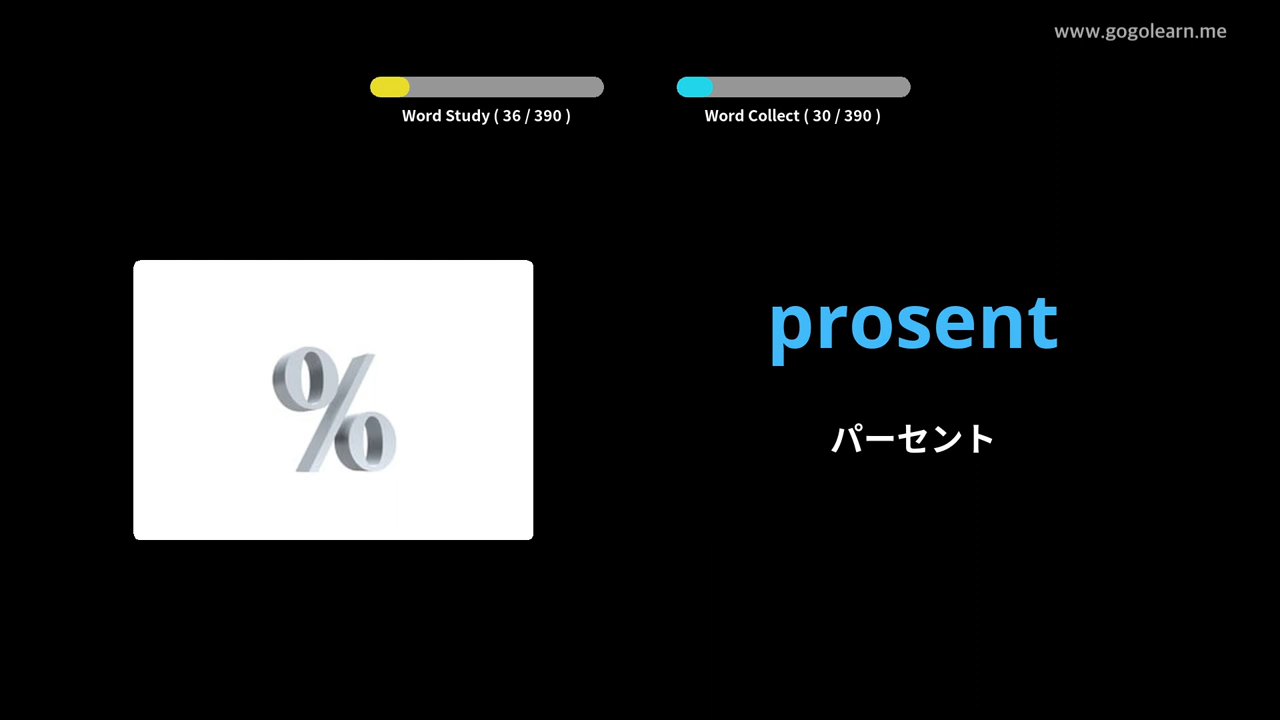 www.gogolearn.me
Word Study ( 36 / 390 )
Word Collect ( 30 / 390 )
%
prosent
パーセント